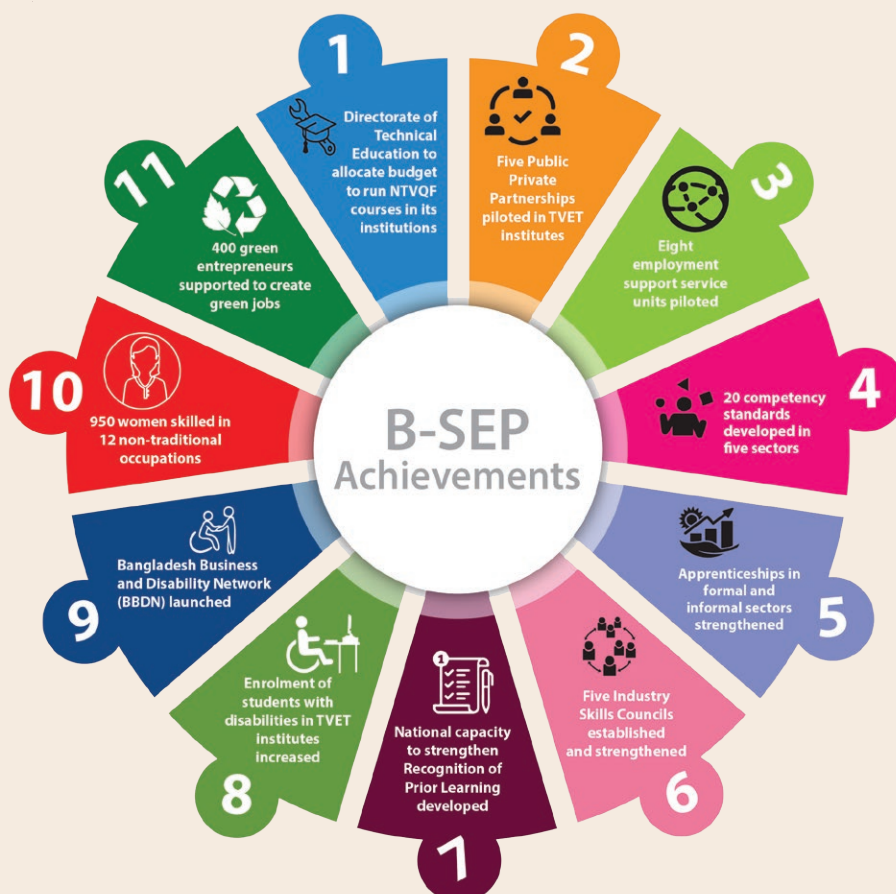 B-SEP
Achievements
1
Directorate of
Technical
Education to
allocate budget
to run NTVQF
courses in its
institutions
2
Five Public
Private
Partnerships
piloted in TVET
institutes
3
Eight
employment
support service
units piloted
4
20 competency
standards
developed in
five sectors
5
Apprenticeships in
formal and
informal sectors
strengthened
6
Five Industry
Skills Councils
established
and strengthened
7
1
National capacity
to strengthen
Recognition of
Prior Learning
developed
8
Enrolment of
students with
disabilities in TVET
institutes
increased
9
Bangladesh Business
and Disability Network
(BBDN) launched
10
950 women skilled in
12 non-traditional
occupations
11
400 green
entrepreneurs
supported to create
green jobs